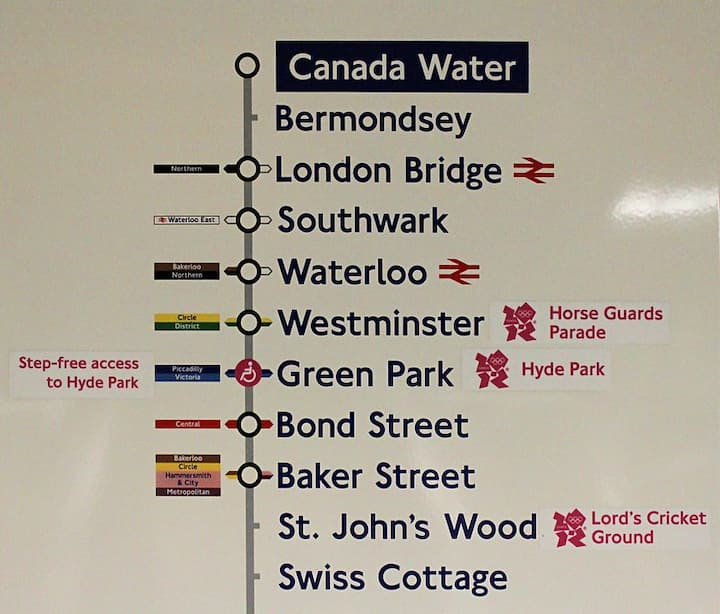 Canada Water
Bermondsey
Northern
London Bridge
Waterloo East
Southwark
Bakerloo
Northern
Waterloo
Circle
District
Westminster
Horse Guards
Parade
Step-free access
to Hyde Park
Piccadilly
Victoria
Green Park
Hyde Park
Central
Bond Street
Bakerloo
Circle
Hammersmith
& City
Metropolitan
Baker Street
St. John's Wood
Lord's Cricket
Ground
Swiss Cottage